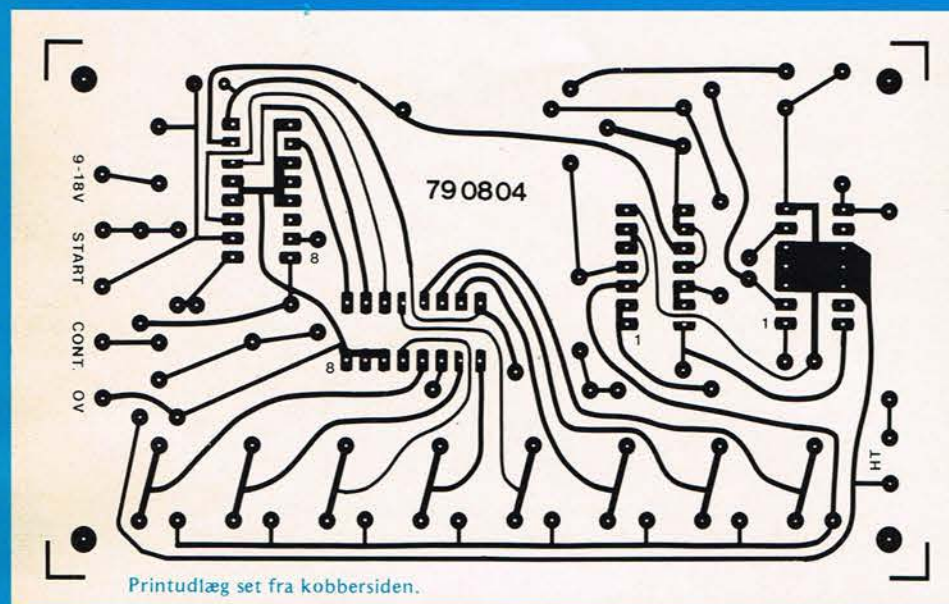 790804
9-18V
START
CONT.
OV
8
8
1
1
HT
Printudlæg set fra kobbersiden.